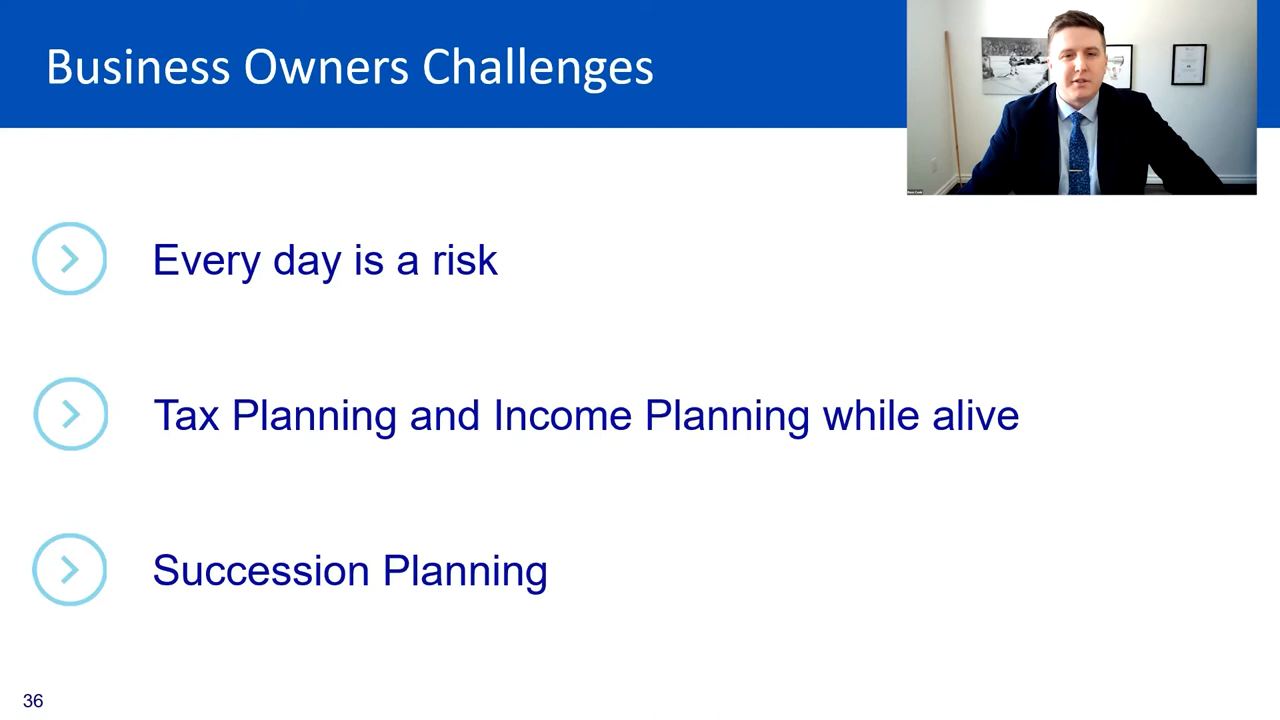 Business Owners Challenges
Every day is a risk
Tax Planning and Income Planning while alive
Succession Planning
36